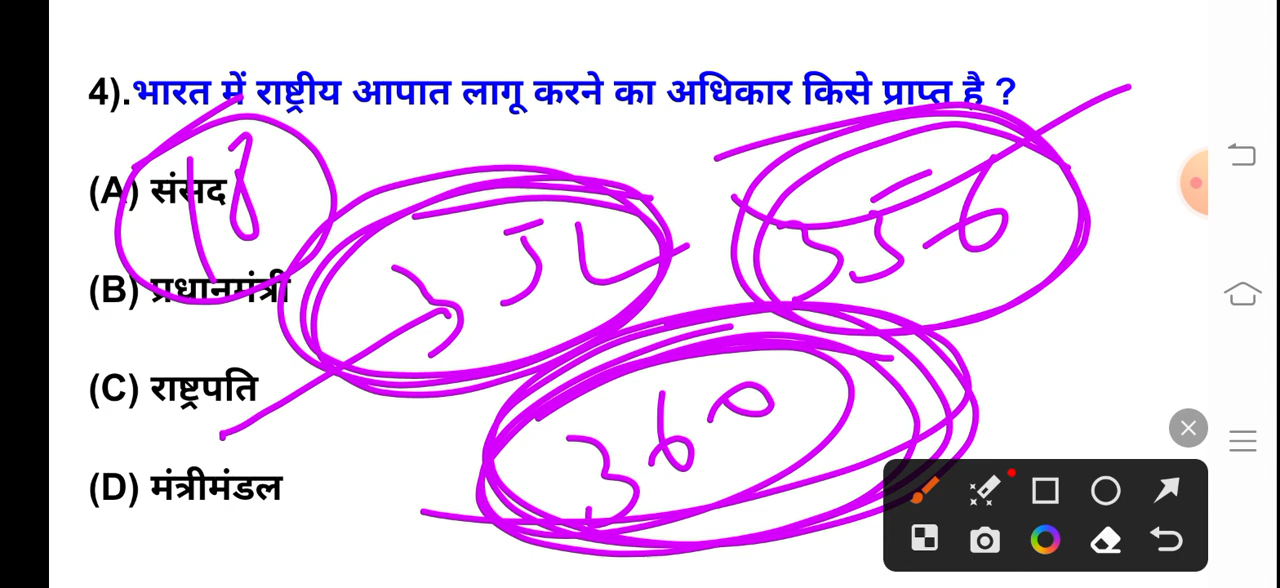 4).भारत में राष्ट्रीय आपात लागू करने का अधिकार किसे प्राप्त है ?
(A) संसद
18
(B) प्रधानमंत्री
352
356
(C) राष्ट्रपति
360
(D) मंत्रीमंडल